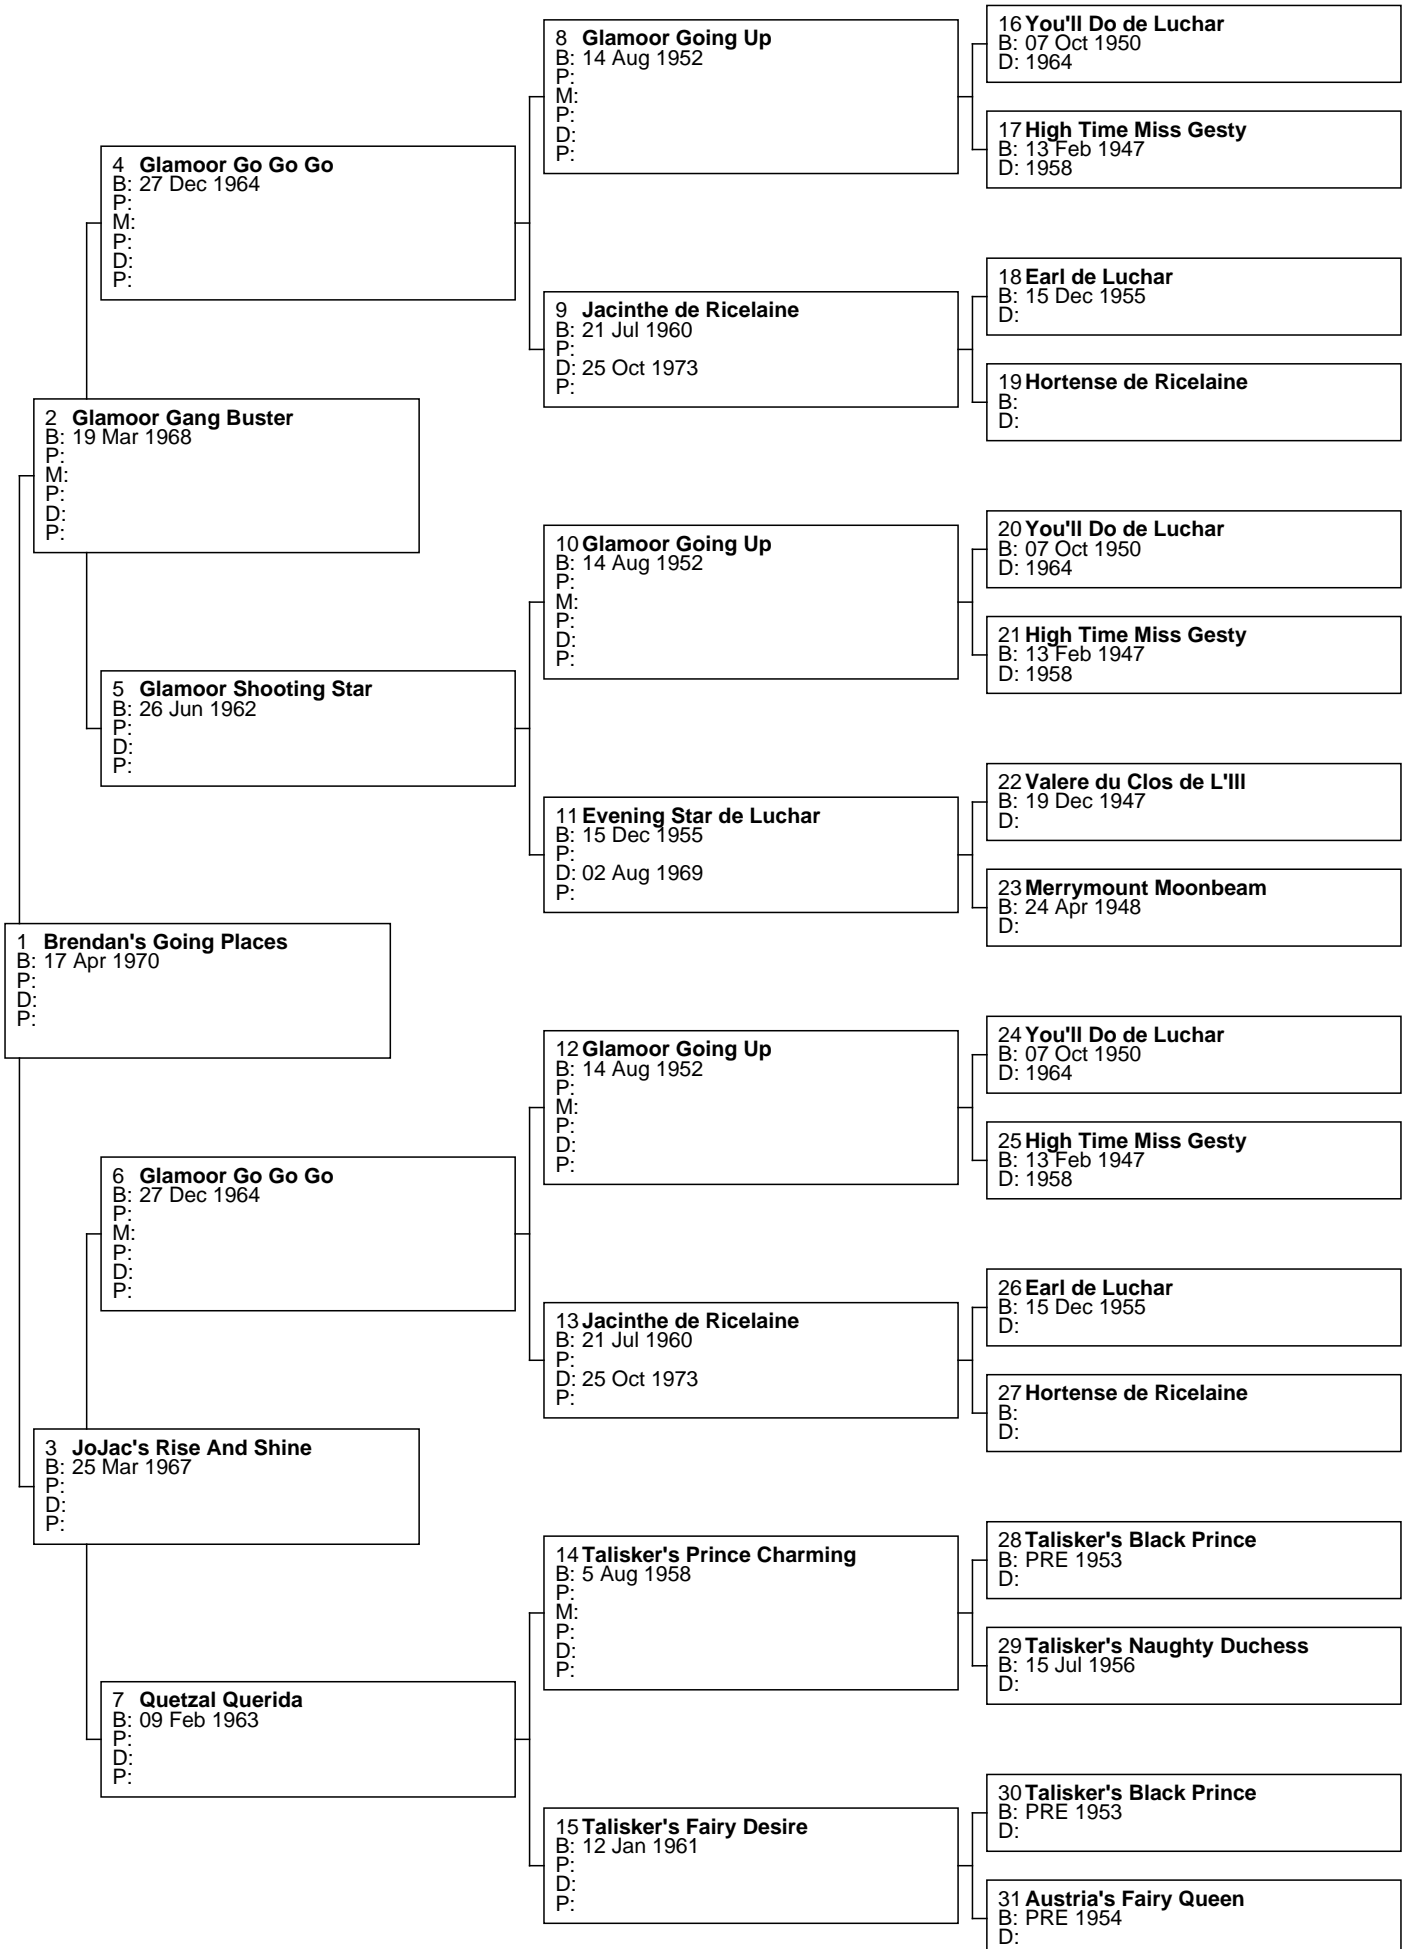 1 Brendan's Going Places
B: 17 Apr 1970
P:
D:
P:
2 Glamoor Gang Buster
B: 19 Mar 1968
P:
M:
P:
D:
P:
3 JoJac's Rise And Shine
B: 25 Mar 1967
P:
D:
P:
4 Glamoor Go Go Go
B: 27 Dec 1964
P:
M:
P:
D:
P:
5 Glamoor Shooting Star
B: 26 Jun 1962
P:
D:
P:
6 Glamoor Go Go Go
B: 27 Dec 1964
P:
M:
P:
D:
P:
7 Quetzal Querida
B: 09 Feb 1963
P:
D:
P:
8 Glamoor Going Up
B: 14 Aug 1952
P:
M:
P:
D:
P:
9 Jacinthe de Ricelaine
B: 21 Jul 1960
P:
D: 25 Oct 1973
P:
10 Glamoor Going Up
B: 14 Aug 1952
P:
M:
P:
D:
P:
11 Evening Star de Luchar
B: 15 Dec 1955
P:
D: 02 Aug 1969
P:
12 Glamoor Going Up
B: 14 Aug 1952
P:
M:
P:
D:
P:
13 Jacinthe de Ricelaine
B: 21 Jul 1960
P:
D: 25 Oct 1973
P:
14 Talisker's Prince Charming
B: 5 Aug 1958
P:
M:
P:
D:
P:
15 Talisker's Fairy Desire
B: 12 Jan 1961
P:
D:
P:
16 You'll Do de Luchar
B: 07 Oct 1950
D: 1964
17 High Time Miss Gesty
B: 13 Feb 1947
D: 1958
18 Earl de Luchar
B: 15 Dec 1955
D:
19 Hortense de Ricelaine
B:
D:
20 You'll Do de Luchar
B: 07 Oct 1950
D: 1964
21 High Time Miss Gesty
B: 13 Feb 1947
D: 1958
22 Valere du Clos de L'Ill
B: 19 Dec 1947
D:
23 Merrymount Moonbeam
B: 24 Apr 1948
D:
24 You'll Do de Luchar
B: 07 Oct 1950
D: 1964
25 High Time Miss Gesty
B: 13 Feb 1947
D: 1958
26 Earl de Luchar
B: 15 Dec 1955
D:
27 Hortense de Ricelaine
B:
D:
28 Talisker's Black Prince
B: PRE 1953
D:
29 Talisker's Naughty Duchess
B: 15 Jul 1956
D:
30 Talisker's Black Prince
B: PRE 1953
D:
31 Austria's Fairy Queen
B: PRE 1954
D: